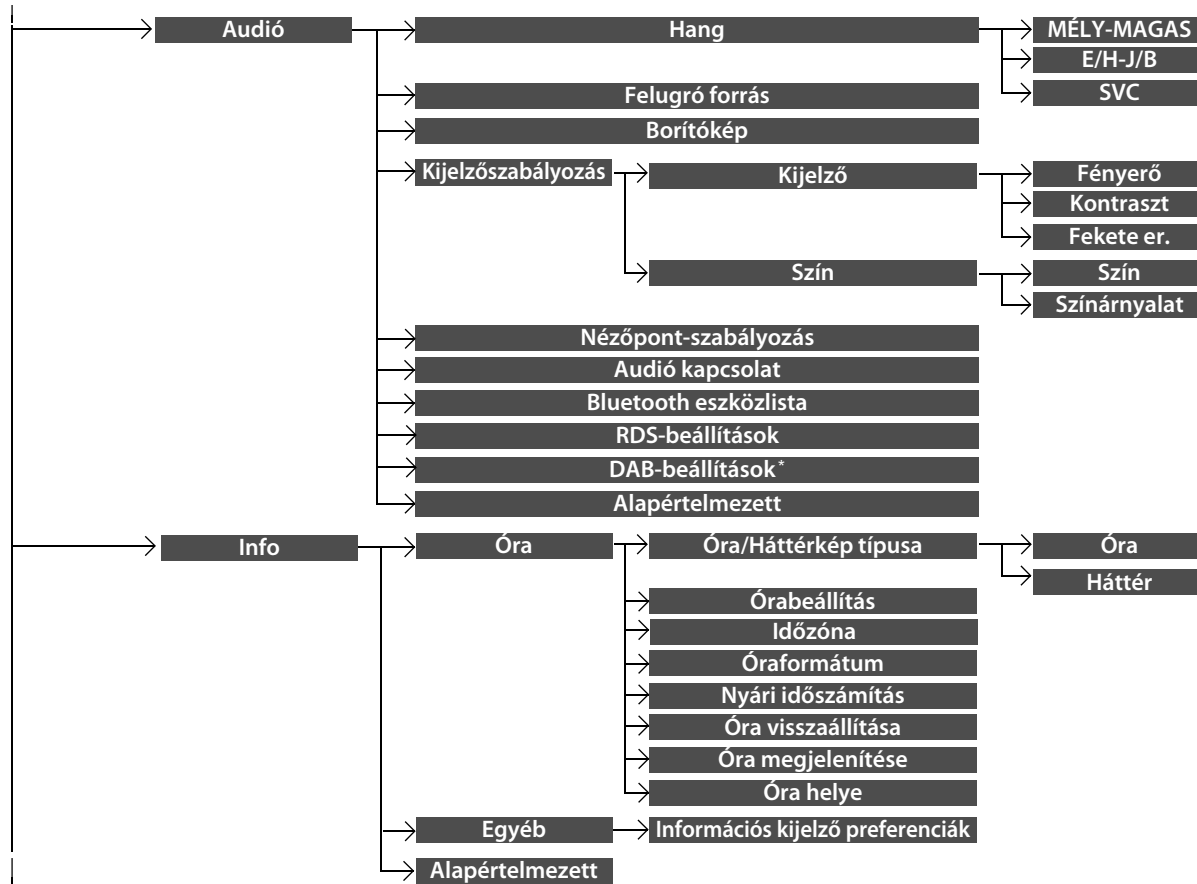 Audió
Hang
MÉLY-MAGAS
E/H-J/B
SVC
Felugró forrás
Borítókép
Kijelzőszabályozás
Kijelző
Fényerő
Kontraszt
Fekete er.
Szín
Szín
Színárnyalat
Nézőpont-szabályozás
Audió kapcsolat
Bluetooth eszközlista
RDS-beállítások
DAB-beállítások*
Alapértelmezett
Info
Óra
Óra/Háttérkép típusa
Óra
Háttér
Órabeállítás
Időzóna
Óraformátum
Nyári időszámítás
Óra visszaállítása
Óra megjelenítése
Óra helye
Egyéb
Információs kijelző preferenciák
Alapértelmezett